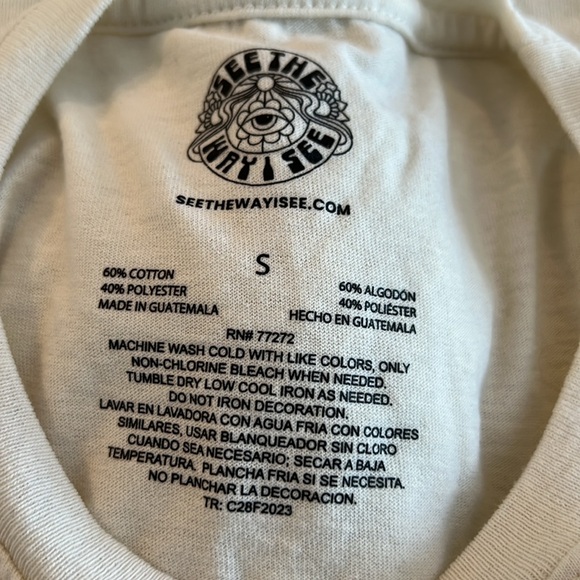 SEE THE
WAY I SEE
SEETHEWAYISEE.COM
S
60% COTTON
40% POLYESTER
MADE IN GUATEMALA
60% ALGODÓN
40% POLIÉSTER
HECHO EN GUATEMALA
RN# 77272
MACHINE WASH COLD WITH LIKE COLORS, ONLY
NON-CHLORINE BLEACH WHEN NEEDED.
TUMBLE DRY LOW COOL IRON AS NEEDED.
DO NOT IRON DECORATION.
LAVAR EN LAVADORA CON AGUA FRIA CON COLORES
SIMILARES, USAR BLANQUEADOR SIN CLORO
CUANDO SEA NECESARIO; SECAR A BAJA
TEMPERATURA. PLANCHA FRIA SI SE NECESITA.
NO PLANCHAR LA DECORACION.
TR: C28F2023